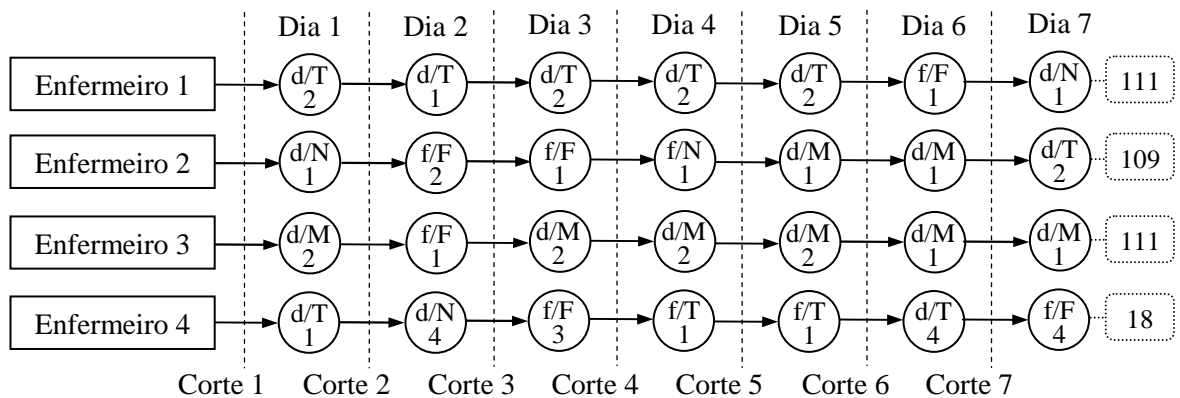 Dia 1 Dia 2 Dia 3 Dia 4 Dia 5 Dia 6 Dia 7
Enfermeiro 1 d/T 2 d/T 1 d/T 2 d/T 2 d/T 2 f/F 1 d/N 1 111
Enfermeiro 2 d/N 1 f/F 2 f/F 1 f/N 1 d/M 1 d/M 1 d/T 2 109
Enfermeiro 3 d/M 2 f/F 1 d/M 2 d/M 2 d/M 2 d/M 1 d/M 1 111
Enfermeiro 4 d/T 1 d/N 4 f/F 3 f/T 1 f/T 1 d/T 4 f/F 4 18
Corte 1 Corte 2 Corte 3 Corte 4 Corte 5 Corte 6 Corte 7